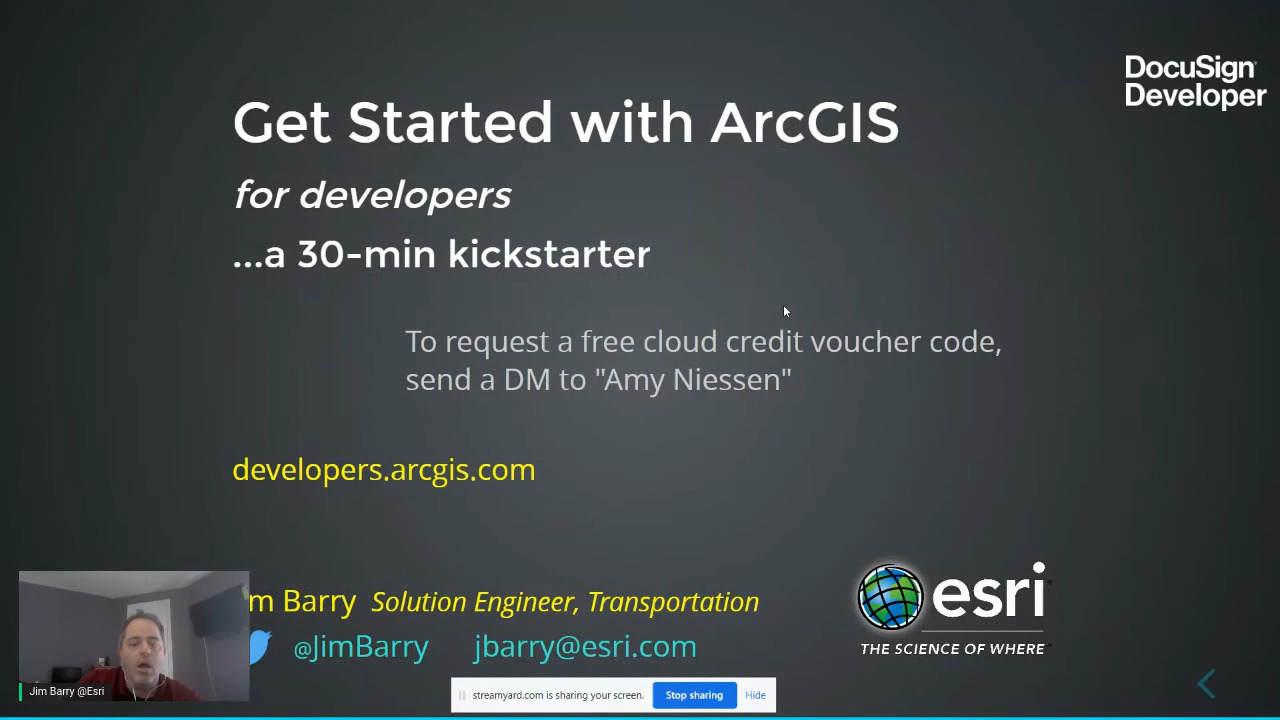 DocuSign
Developer
Get Started with ArcGIS
for developers
...a 30-min kickstarter
To request a free cloud credit voucher code,
send a DM to "Amy Niessen"
developers.arcgis.com
m Barry Solution Engineer, Transportation
@JimBarry jbarry@esri.com
esri
THE SCIENCE OF WHERE
Jim Barry @Esri
streamyard.com is sharing your screen. Stop sharing Hide